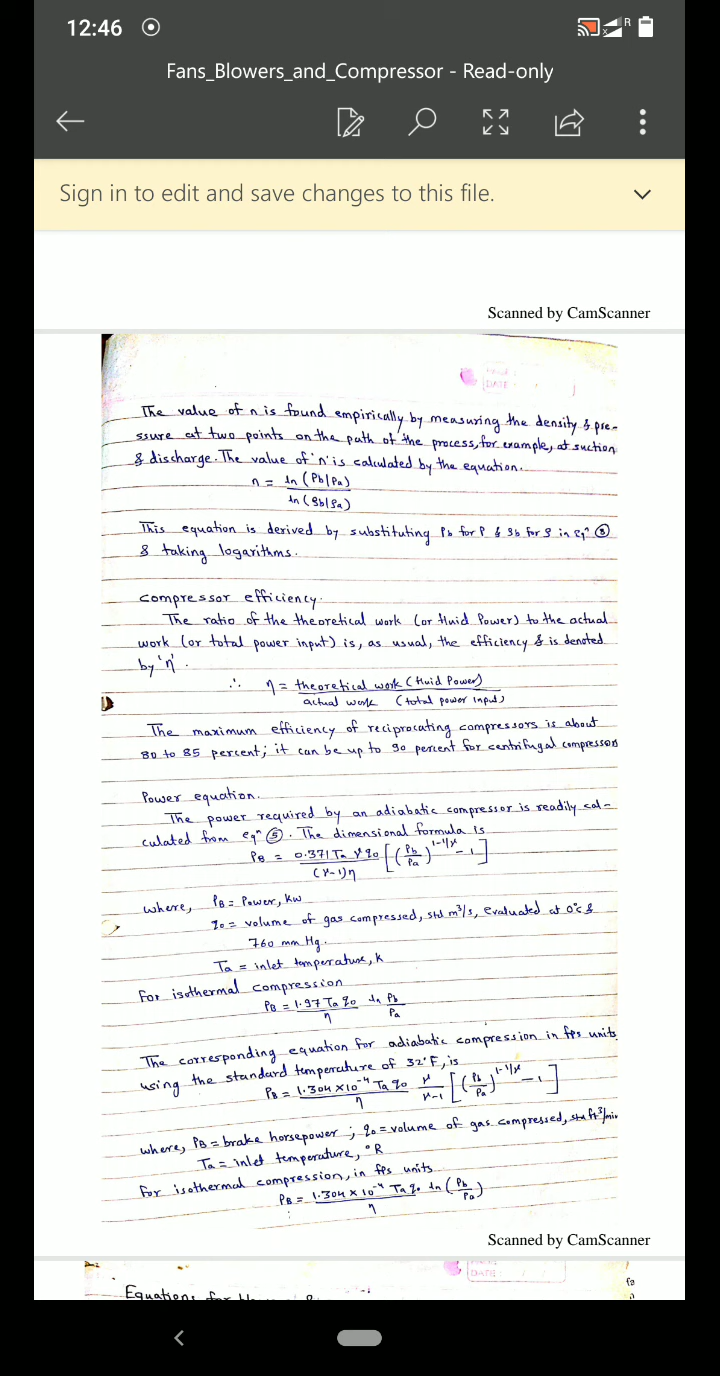 12:46
R
x
Fans_Blowers_and_Compressor - Read-only
Sign in to edit and save changes to this file.
Scanned by CamScanner
DATE
The value of n is found empirically by measuring the density & pre-
ssure at two points on the path of the process, for example, at suction
& discharge. The value of 'n' is calculated by the equation.
n = ln (Pb/Pa)
ln (ρb/ρa)
This equation is derived by substituting Pb for P & ρb for ρ in eqⁿ ③
& taking logarithms.
compressor efficiency.
The ratio of the theoretical work (or fluid Power) to the actual
work (or total power input) is, as usual, the efficiency & is denoted
by 'η'.
∴ η = theoretical work (fluid Power)
actual work (total power input)
The maximum efficiency of reciprocating compressors is about
80 to 85 percent; it can be up to 90 percent for centrifugal compressors
Power equation.
The power required by an adiabatic compressor is readily cal-
culated from eqⁿ ⑤. The dimensional formula is
PB = 0.371 Ta γ q0 [(Pb/Pa)^1-1/γ - 1]
(γ-1)η
where, PB = Power, kw
q0 = volume of gas compressed, std m³/s, evaluated at 0°c &
760 mm Hg.
Ta = inlet temperature, k
For isothermal compression
PB = 1.97 Ta q0 ln Pb
η Pa
The corresponding equation for adiabatic compression in fps units,
using the standard temperature of 32°F, is
PB = 1.304 x 10⁻⁴ Ta q0 γ [(Pb/Pa)^1-1/γ - 1]
η γ-1
where, PB = brake horsepower ; q0 = volume of gas compressed, std ft³/min
Ta = inlet temperature, °R
For isothermal compression, in fps units
PB = 1.304 x 10⁻⁴ Ta q0 ln (Pb/Pa)
η
Scanned by CamScanner
DATE:
Equations for